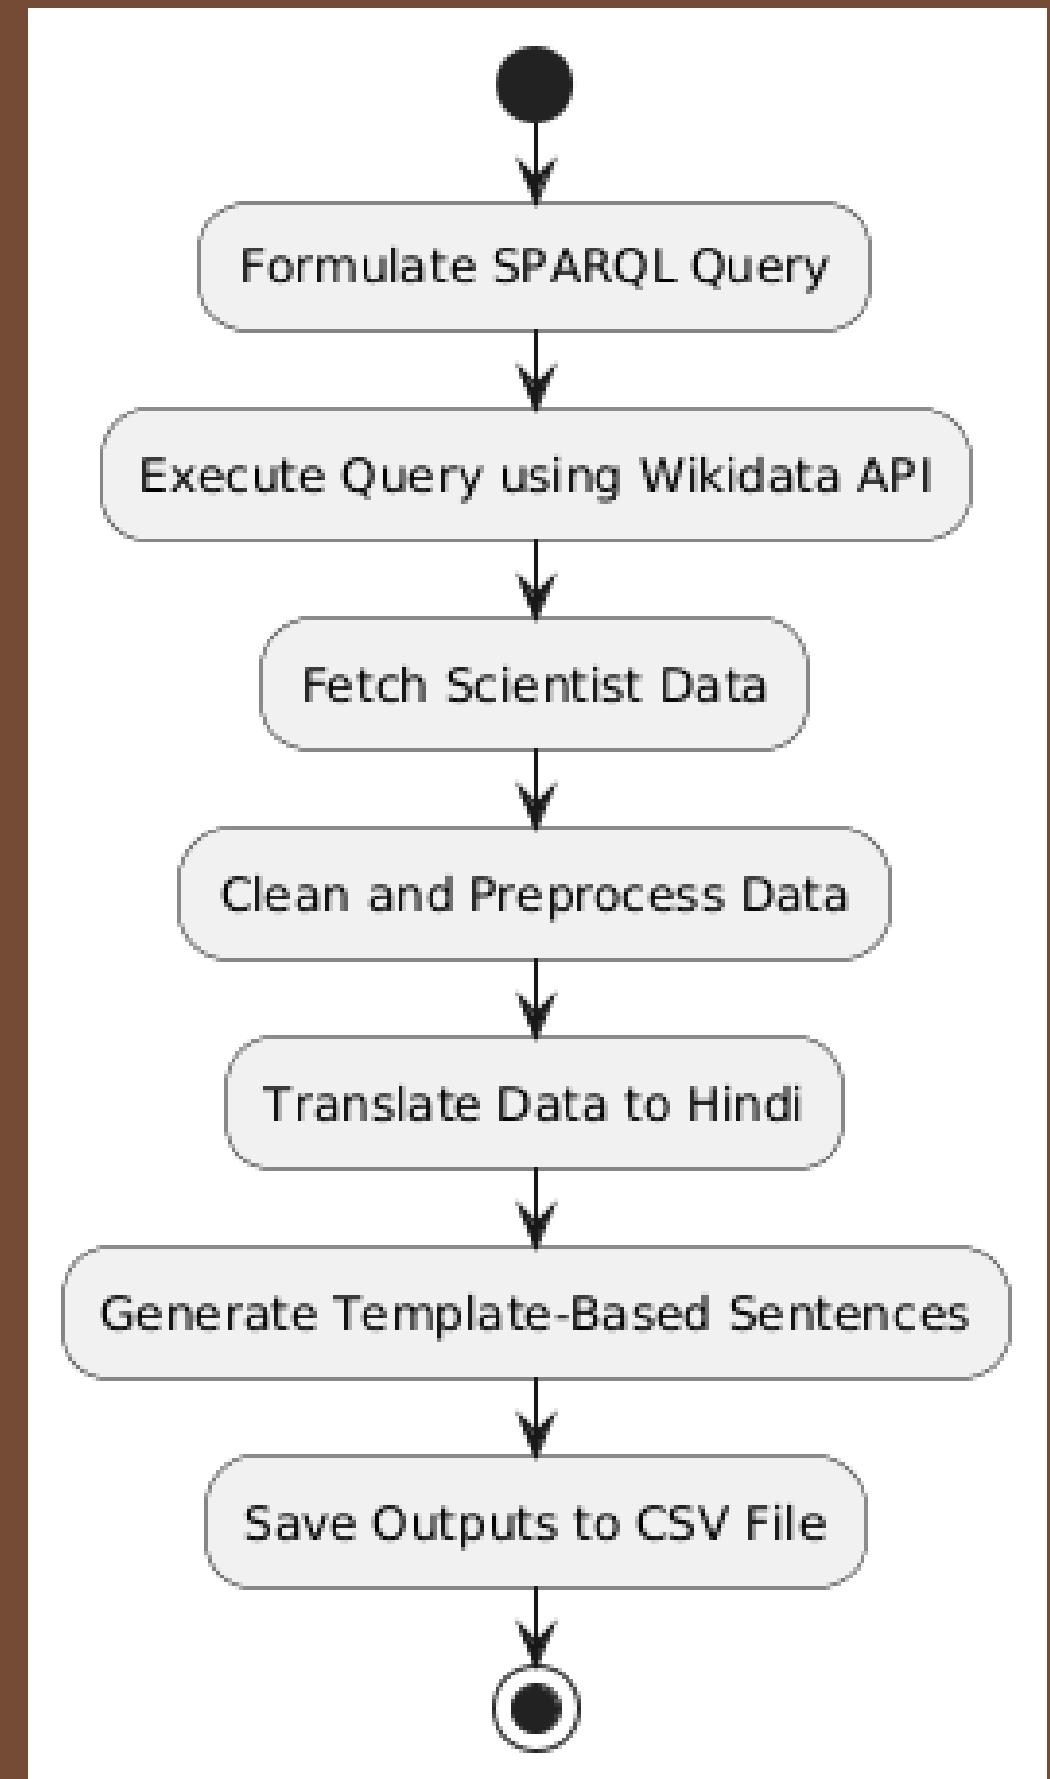 Formulate SPARQL Query
Execute Query using Wikidata API
Fetch Scientist Data
Clean and Preprocess Data
Translate Data to Hindi
Generate Template-Based Sentences
Save Outputs to CSV File